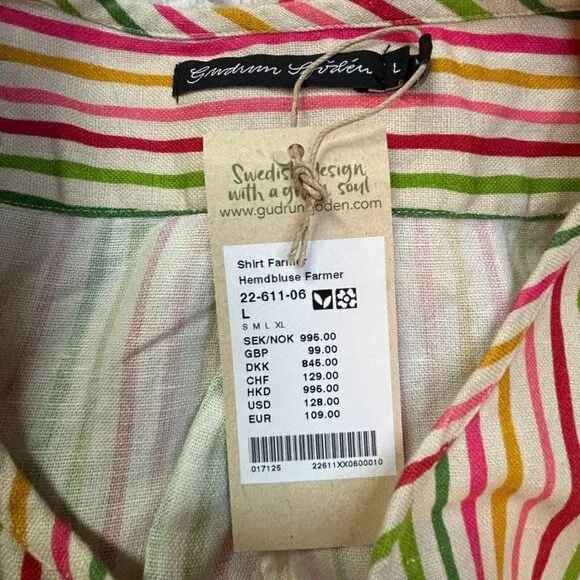 Gudrun Sjödén L
Swedish design
with a green soul
www.gudrunsjoden.com
Shirt Farmer
Hemdbluse Farmer
22-611-06
L
S M L XL
SEK/NOK 995.00
GBP 99.00
DKK 845.00
CHF 129.00
HKD 995.00
USD 128.00
EUR 109.00
017125 22611XX0600010